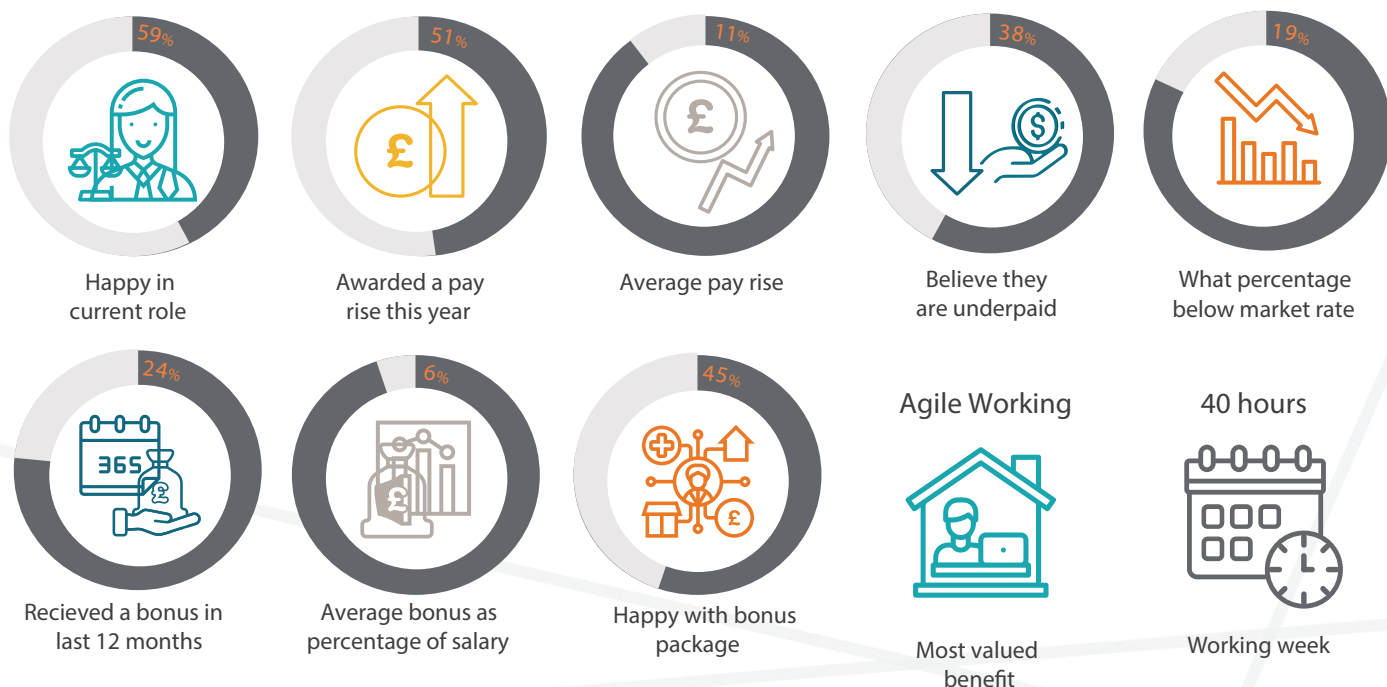 59%
Happy in
current role
51%
£
Awarded a pay
rise this year
11%
£
Average pay rise
38%
$
Believe they
are underpaid
19%
What percentage
below market rate
24%
365
£
Recieved a bonus in
last 12 months
6%
£
Average bonus as
percentage of salary
45%
£
Happy with bonus
package
Agile Working
Most valued
benefit
40 hours
Working week